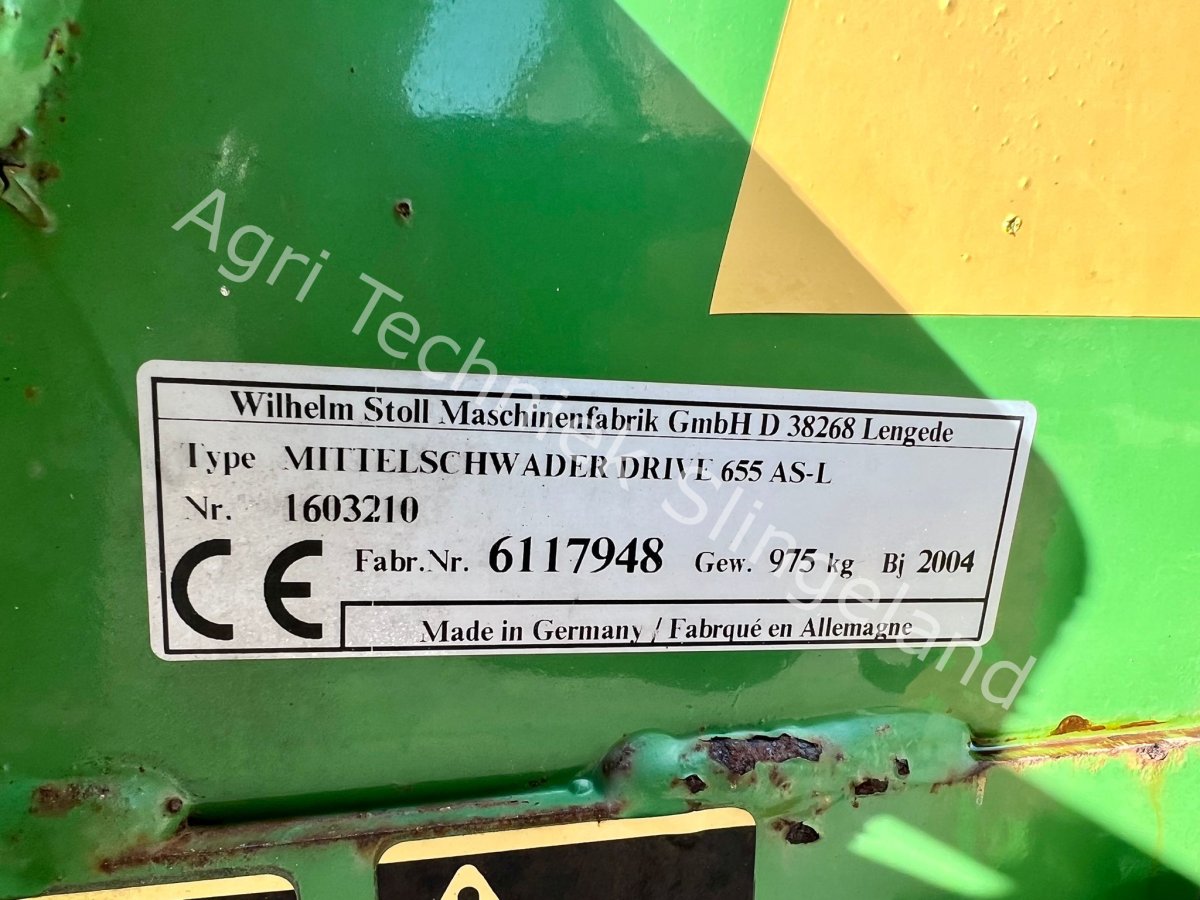 Agri Techniek Slingeland
Wilhelm Stoll Maschinenfabrik GmbH D 38268 Lengede
Type MITTELSCHWADER DRIVE 655 AS-L
Nr. 1603210
CE Fabr.Nr. 6117948 Gew. 975 kg Bj 2004
Made in Germany / Fabrqué en Allemagne